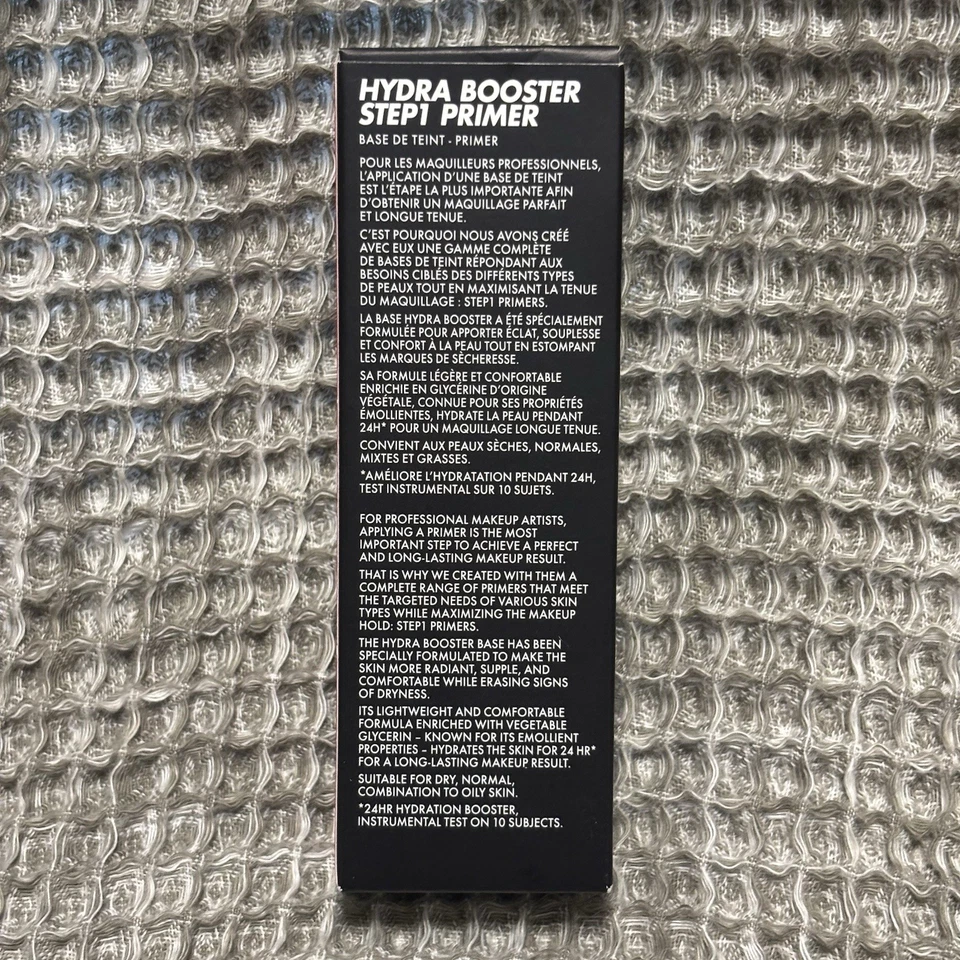 HYDRA BOOSTER
STEP1 PRIMER
BASE DE TEINT - PRIMER
POUR LES MAQUILLEURS PROFESSIONNELS,
L'APPLICATION D'UNE BASE DE TEINT
EST L'ÉTAPE LA PLUS IMPORTANTE AFIN
D'OBTENIR UN MAQUILLAGE PARFAIT
ET LONGUE TENUE.
C'EST POURQUOI NOUS AVONS CRÉÉ
AVEC EUX UNE GAMME COMPLÈTE
DE BASES DE TEINT RÉPONDANT AUX
BESOINS CIBLÉS DES DIFFÉRENTS TYPES
DE PEAUX TOUT EN MAXIMISANT LA TENUE
DU MAQUILLAGE : STEP1 PRIMERS.
LA BASE HYDRA BOOSTER A ÉTÉ SPÉCIALEMENT
FORMULÉE POUR APPORTER ÉCLAT, SOUPLESSE
ET CONFORT À LA PEAU TOUT EN ESTOMPANT
LES MARQUES DE SÈCHERESSE.
SA FORMULE LÉGÈRE ET CONFORTABLE
ENRICHIE EN GLYCÉRINE D'ORIGINE
VÉGÉTALE, CONNUE POUR SES PROPRIÉTÉS
ÉMOLLIENTES, HYDRATE LA PEAU PENDANT
24H* POUR UN MAQUILLAGE LONGUE TENUE.
CONVIENT AUX PEAUX SÈCHES, NORMALES,
MIXTES ET GRASSES.
*AMÉLIORE L'HYDRATATION PENDANT 24H,
TEST INSTRUMENTAL SUR 10 SUJETS.
FOR PROFESSIONAL MAKEUP ARTISTS,
APPLYING A PRIMER IS THE MOST
IMPORTANT STEP TO ACHIEVE A PERFECT
AND LONG-LASTING MAKEUP RESULT.
THAT IS WHY WE CREATED WITH THEM A
COMPLETE RANGE OF PRIMERS THAT MEET
THE TARGETED NEEDS OF VARIOUS SKIN
TYPES WHILE MAXIMIZING THE MAKEUP
HOLD: STEP1 PRIMERS.
THE HYDRA BOOSTER BASE HAS BEEN
SPECIALLY FORMULATED TO MAKE THE
SKIN MORE RADIANT, SUPPLE, AND
COMFORTABLE WHILE ERASING SIGNS
OF DRYNESS.
ITS LIGHTWEIGHT AND COMFORTABLE
FORMULA ENRICHED WITH VEGETABLE
GLYCERIN – KNOWN FOR ITS EMOLLIENT
PROPERTIES – HYDRATES THE SKIN FOR 24 HR*
FOR A LONG-LASTING MAKEUP RESULT.
SUITABLE FOR DRY, NORMAL,
COMBINATION TO OILY SKIN.
*24HR HYDRATION BOOSTER,
INSTRUMENTAL TEST ON 10 SUBJECTS.